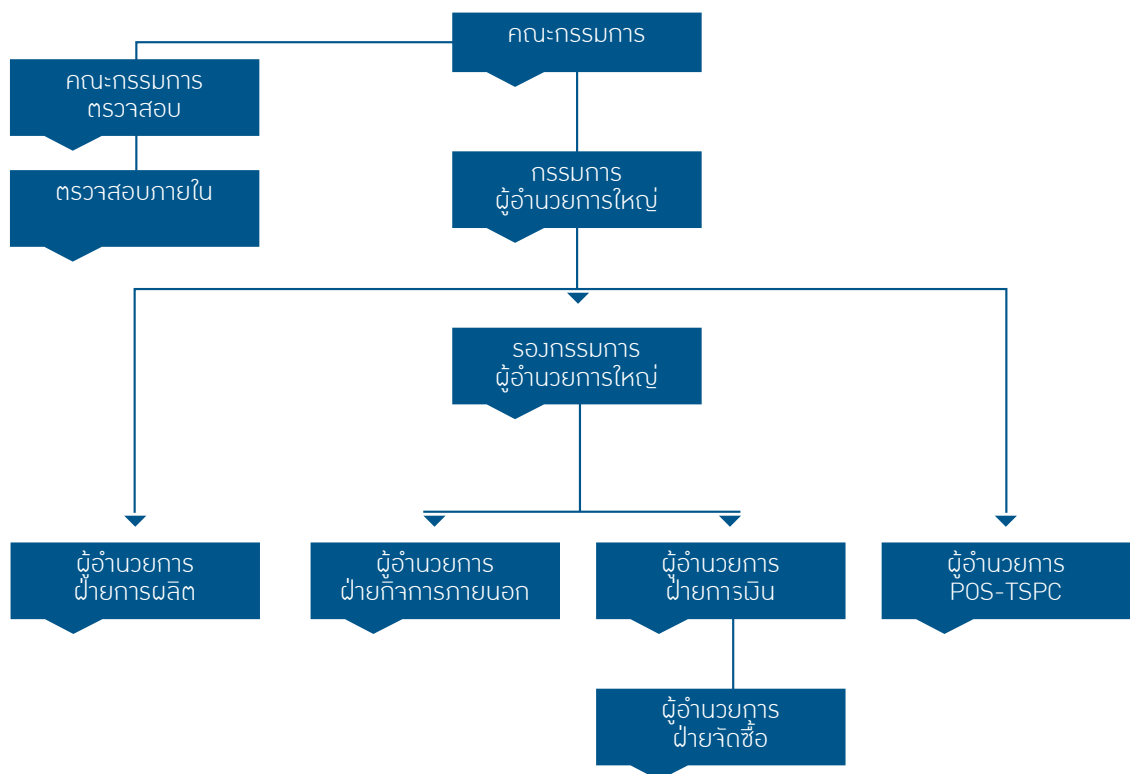 คณะกรรมการ
คณะกรรมการ
ตรวจสอบ
ตรวจสอบภายใน
กรรมการ
ผู้อำนวยการใหญ่
รองกรรมการ
ผู้อำนวยการใหญ่
ผู้อำนวยการ
ฝ่ายการผลิต
ผู้อำนวยการ
ฝ่ายกิจการภายนอก
ผู้อำนวยการ
ฝ่ายการเงิน
ผู้อำนวยการ
POS-TSPC
ผู้อำนวยการ
ฝ่ายจัดซื้อ